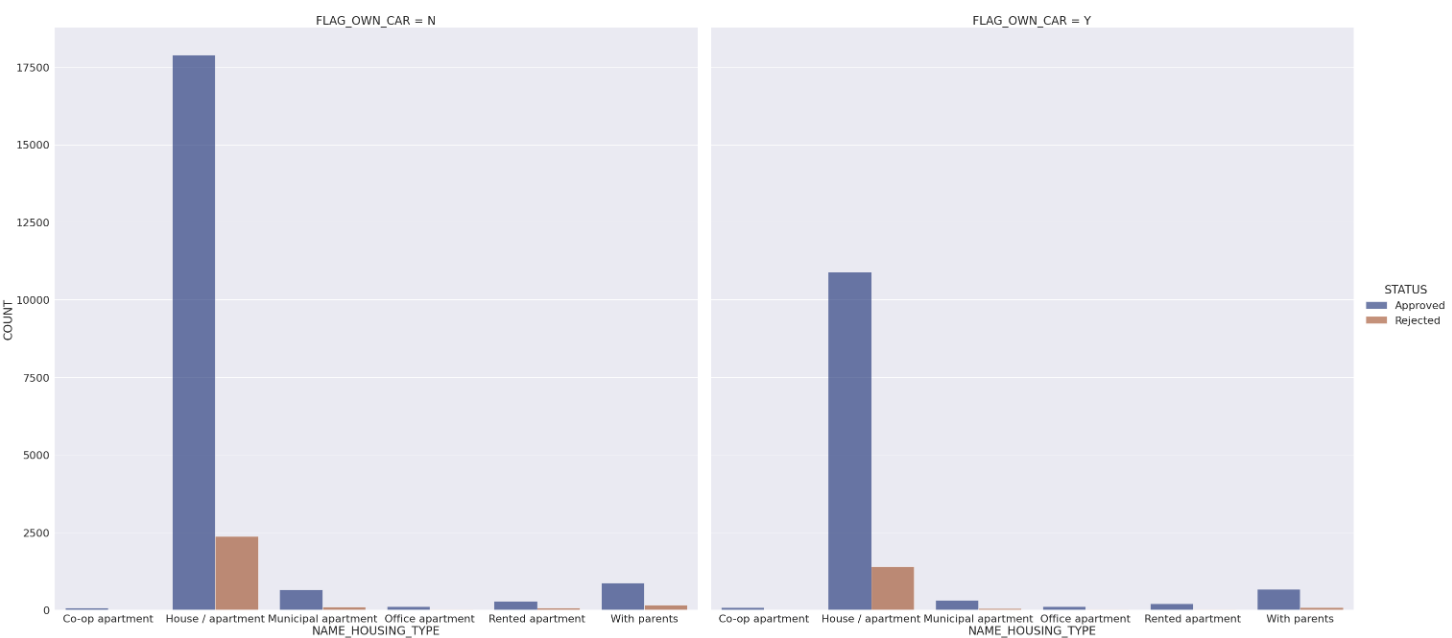 FLAG_OWN_CAR = N
FLAG_OWN_CAR = Y
17500
15000
12500
10000
7500
5000
2500
0
COUNT
Co-op apartment House / apartment Municipal apartment Office apartment Rented apartment With parents
NAME_HOUSING_TYPE
Co-op apartment House / apartment Municipal apartment Office apartment Rented apartment With parents
NAME_HOUSING_TYPE
STATUS
Approved
Rejected